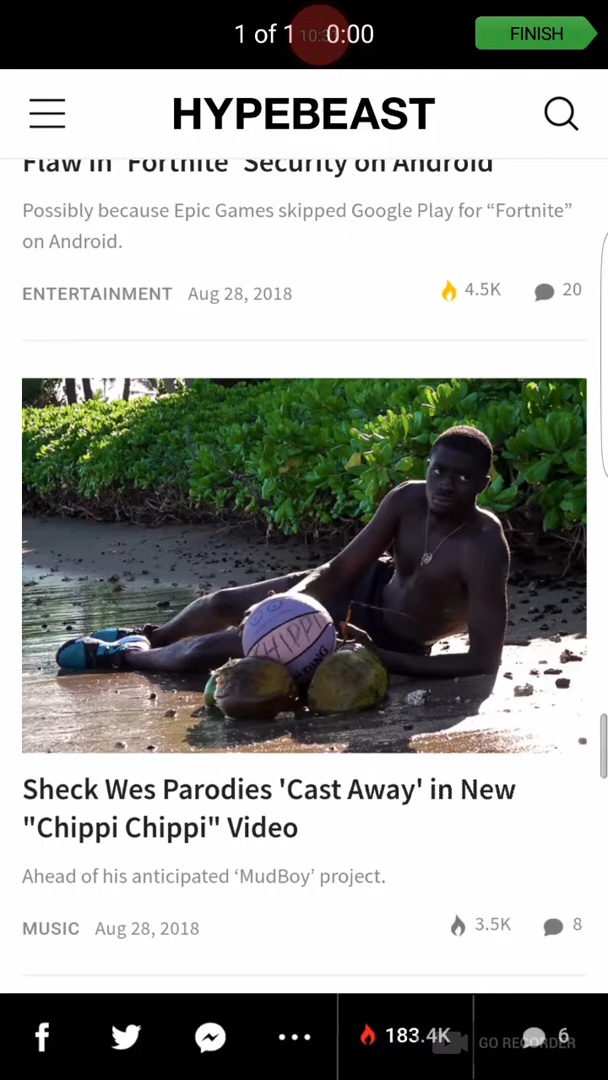 1 of 1 0:00
FINISH
HYPEBEAST
Flaw in 'Fortnite' Security on Android
Possibly because Epic Games skipped Google Play for “Fortnite”
on Android.
ENTERTAINMENT Aug 28, 2018 4.5K 20
CHIPPI
Sheck Wes Parodies 'Cast Away' in New
"Chippi Chippi" Video
Ahead of his anticipated ‘MudBoy’ project.
MUSIC Aug 28, 2018 3.5K 8
183.4K 6
GO RECORDER